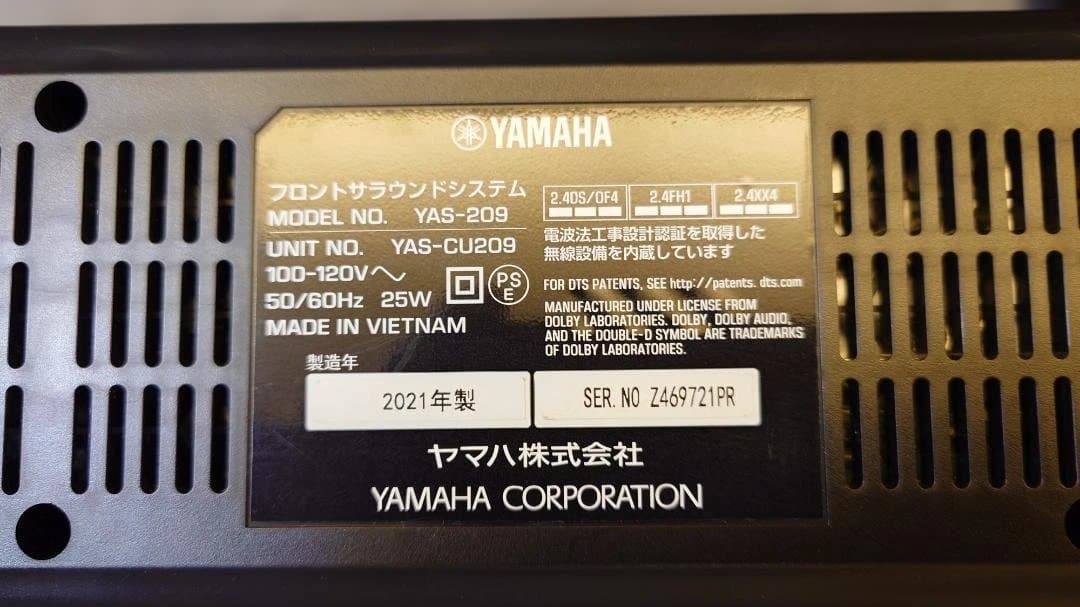 YAMAHA
フロントサラウンドシステム
MODEL NO. YAS-209
UNIT NO. YAS-CU209
100-120V～
50/60Hz 25W
PS
E
MADE IN VIETNAM
2.4DS/OF4 2.4FH1 2.4XX4
電波法工事設計認証を取得した
無線設備を内蔵しています
FOR DTS PATENTS, SEE http://patents. dts.com
MANUFACTURED UNDER LICENSE FROM
DOLBY LABORATORIES. DOLBY, DOLBY AUDIO,
AND THE DOUBLE-D SYMBOL ARE TRADEMARKS
OF DOLBY LABORATORIES.
製造年
2021年製
SER. NO Z469721PR
ヤマハ株式会社
YAMAHA CORPORATION